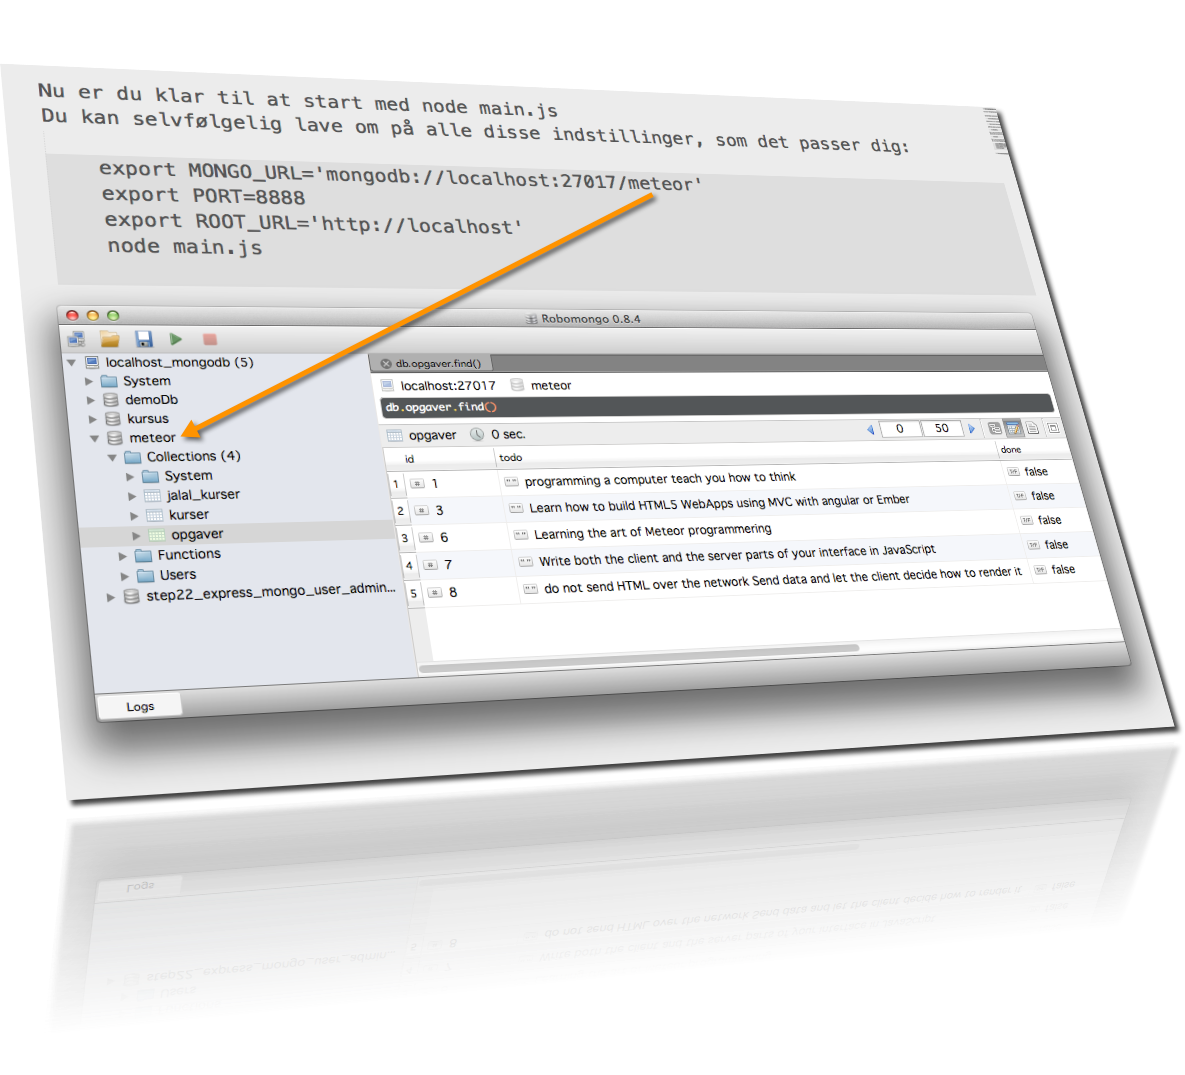 Nu er du klar til at start med node main.js
Du kan selvfølgelig lave om på alle disse indstillinger, som det passer dig:
export MONGO_URL='mongodb://localhost:27017/meteor'
export PORT=8888
export ROOT_URL='http://localhost'
node main.js
Robomongo 0.8.4
localhost_mongodb (5)
System
demoDb
kursus
meteor
Collections (4)
System
jalal_kurser
kurser
opgaver
Functions
Users
step22_express_mongo_user_admin...
db.opgaver.find()
localhost:27017 meteor
db.opgaver.find()
opgaver 0 sec. 0 50
id todo done
1 1 programming a computer teach you how to think false
2 3 Learn how to build HTML5 WebApps using MVC with angular or Ember false
3 6 Learning the art of Meteor programmering false
4 7 Write both the client and the server parts of your interface in JavaScript false
5 8 do not send HTML over the network Send data and let the client decide how to render it false
Logs